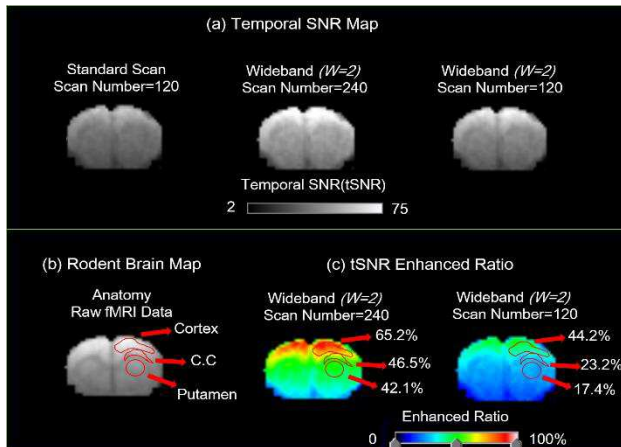 (a) Temporal SNR Map
Standard Scan
Scan Number=120
Wideband (W=2)
Scan Number=240
Wideband (W=2)
Scan Number=120
Temporal SNR(tSNR)
2
75
(b) Rodent Brain Map
Anatomy
Raw fMRI Data
Cortex
C.C
Putamen
(c) tSNR Enhanced Ratio
Wideband (W=2)
Scan Number=240
65.2%
46.5%
42.1%
Wideband (W=2)
Scan Number=120
44.2%
23.2%
17.4%
Enhanced Ratio
0
100%